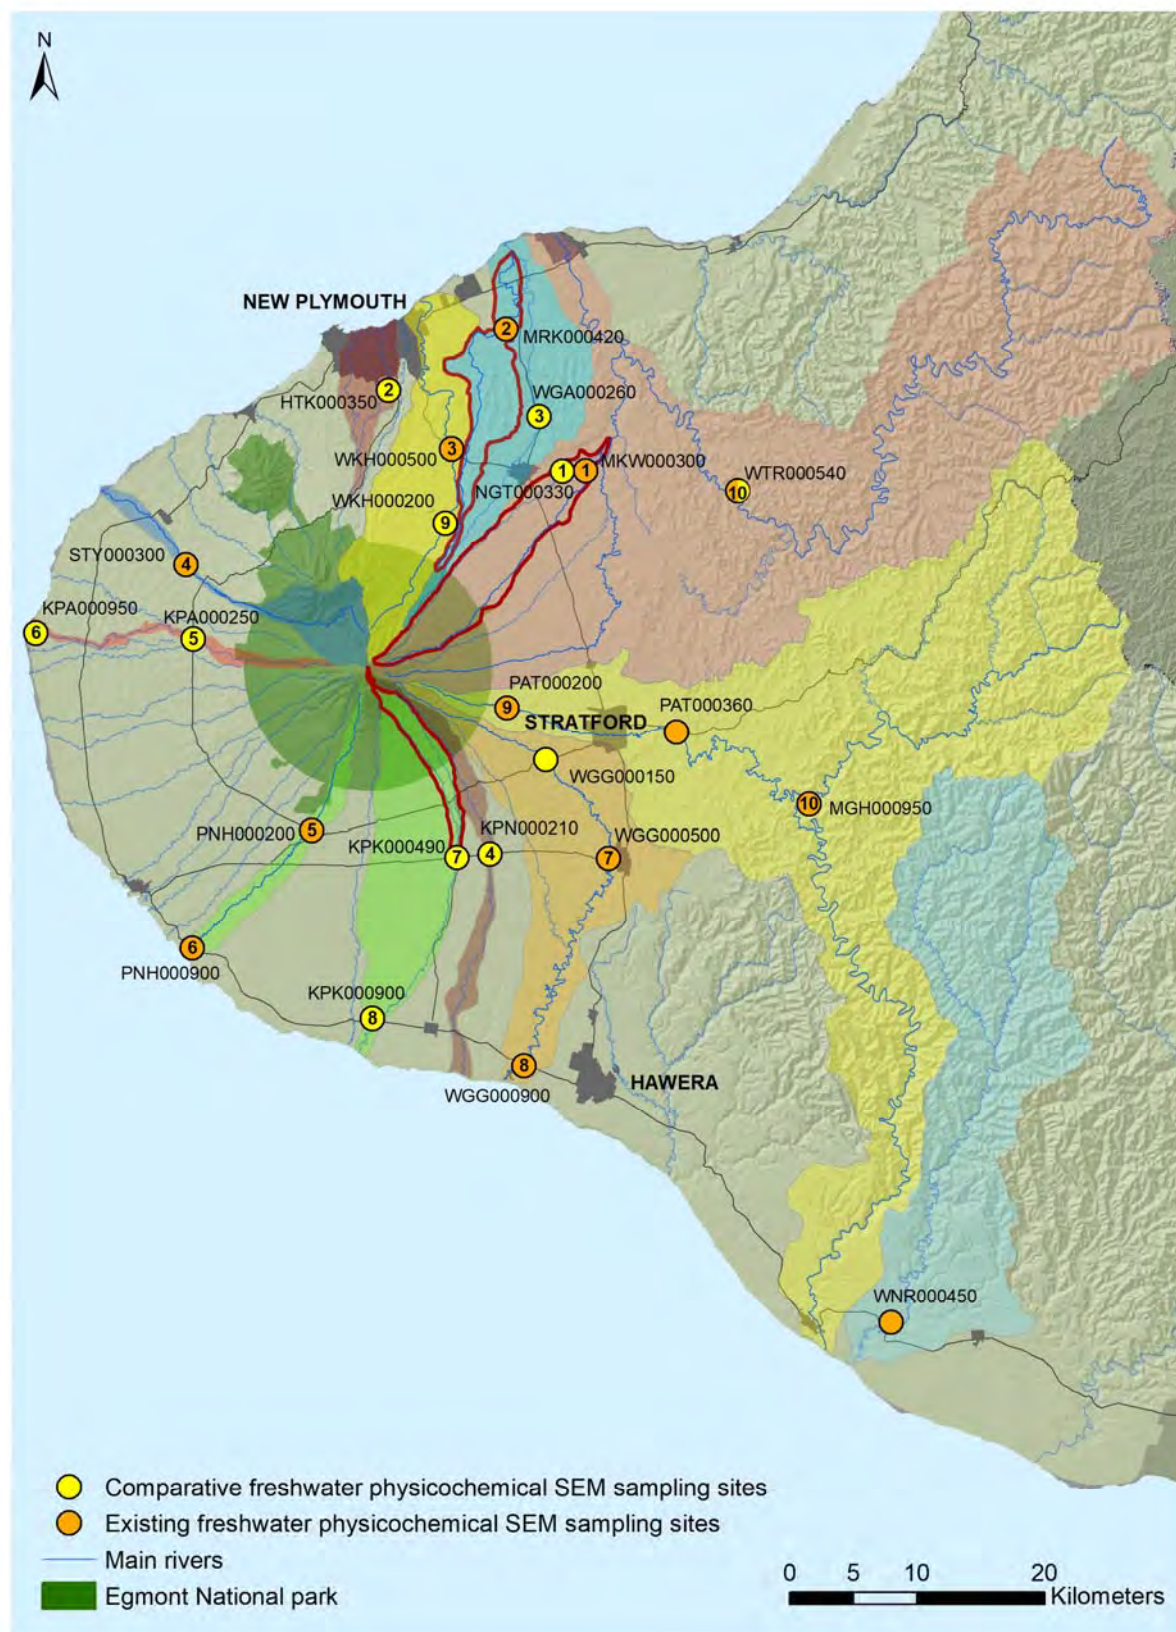 N
NEW PLYMOUTH
2
MRK000420
2
HTK000350
WGA000260
3
3
WKH000500
1
1
MKW000300
NGT000330
WTR000540
10
WKH000200
9
STY000300
4
KPA000950
KPA000250
6
5
PAT000200
9
PAT000360
STRATFORD
WGG000150
10
MGH000950
PNH000200
5
KPN000210
WGG000500
KPK000490
7
4
7
6
PNH000900
KPK000900
8
8
HAWERA
WGG000900
WNR000450
Comparative freshwater physicochemical SEM sampling sites
Existing freshwater physicochemical SEM sampling sites
Main rivers
Egmont National park
0 5 10 20
Kilometers